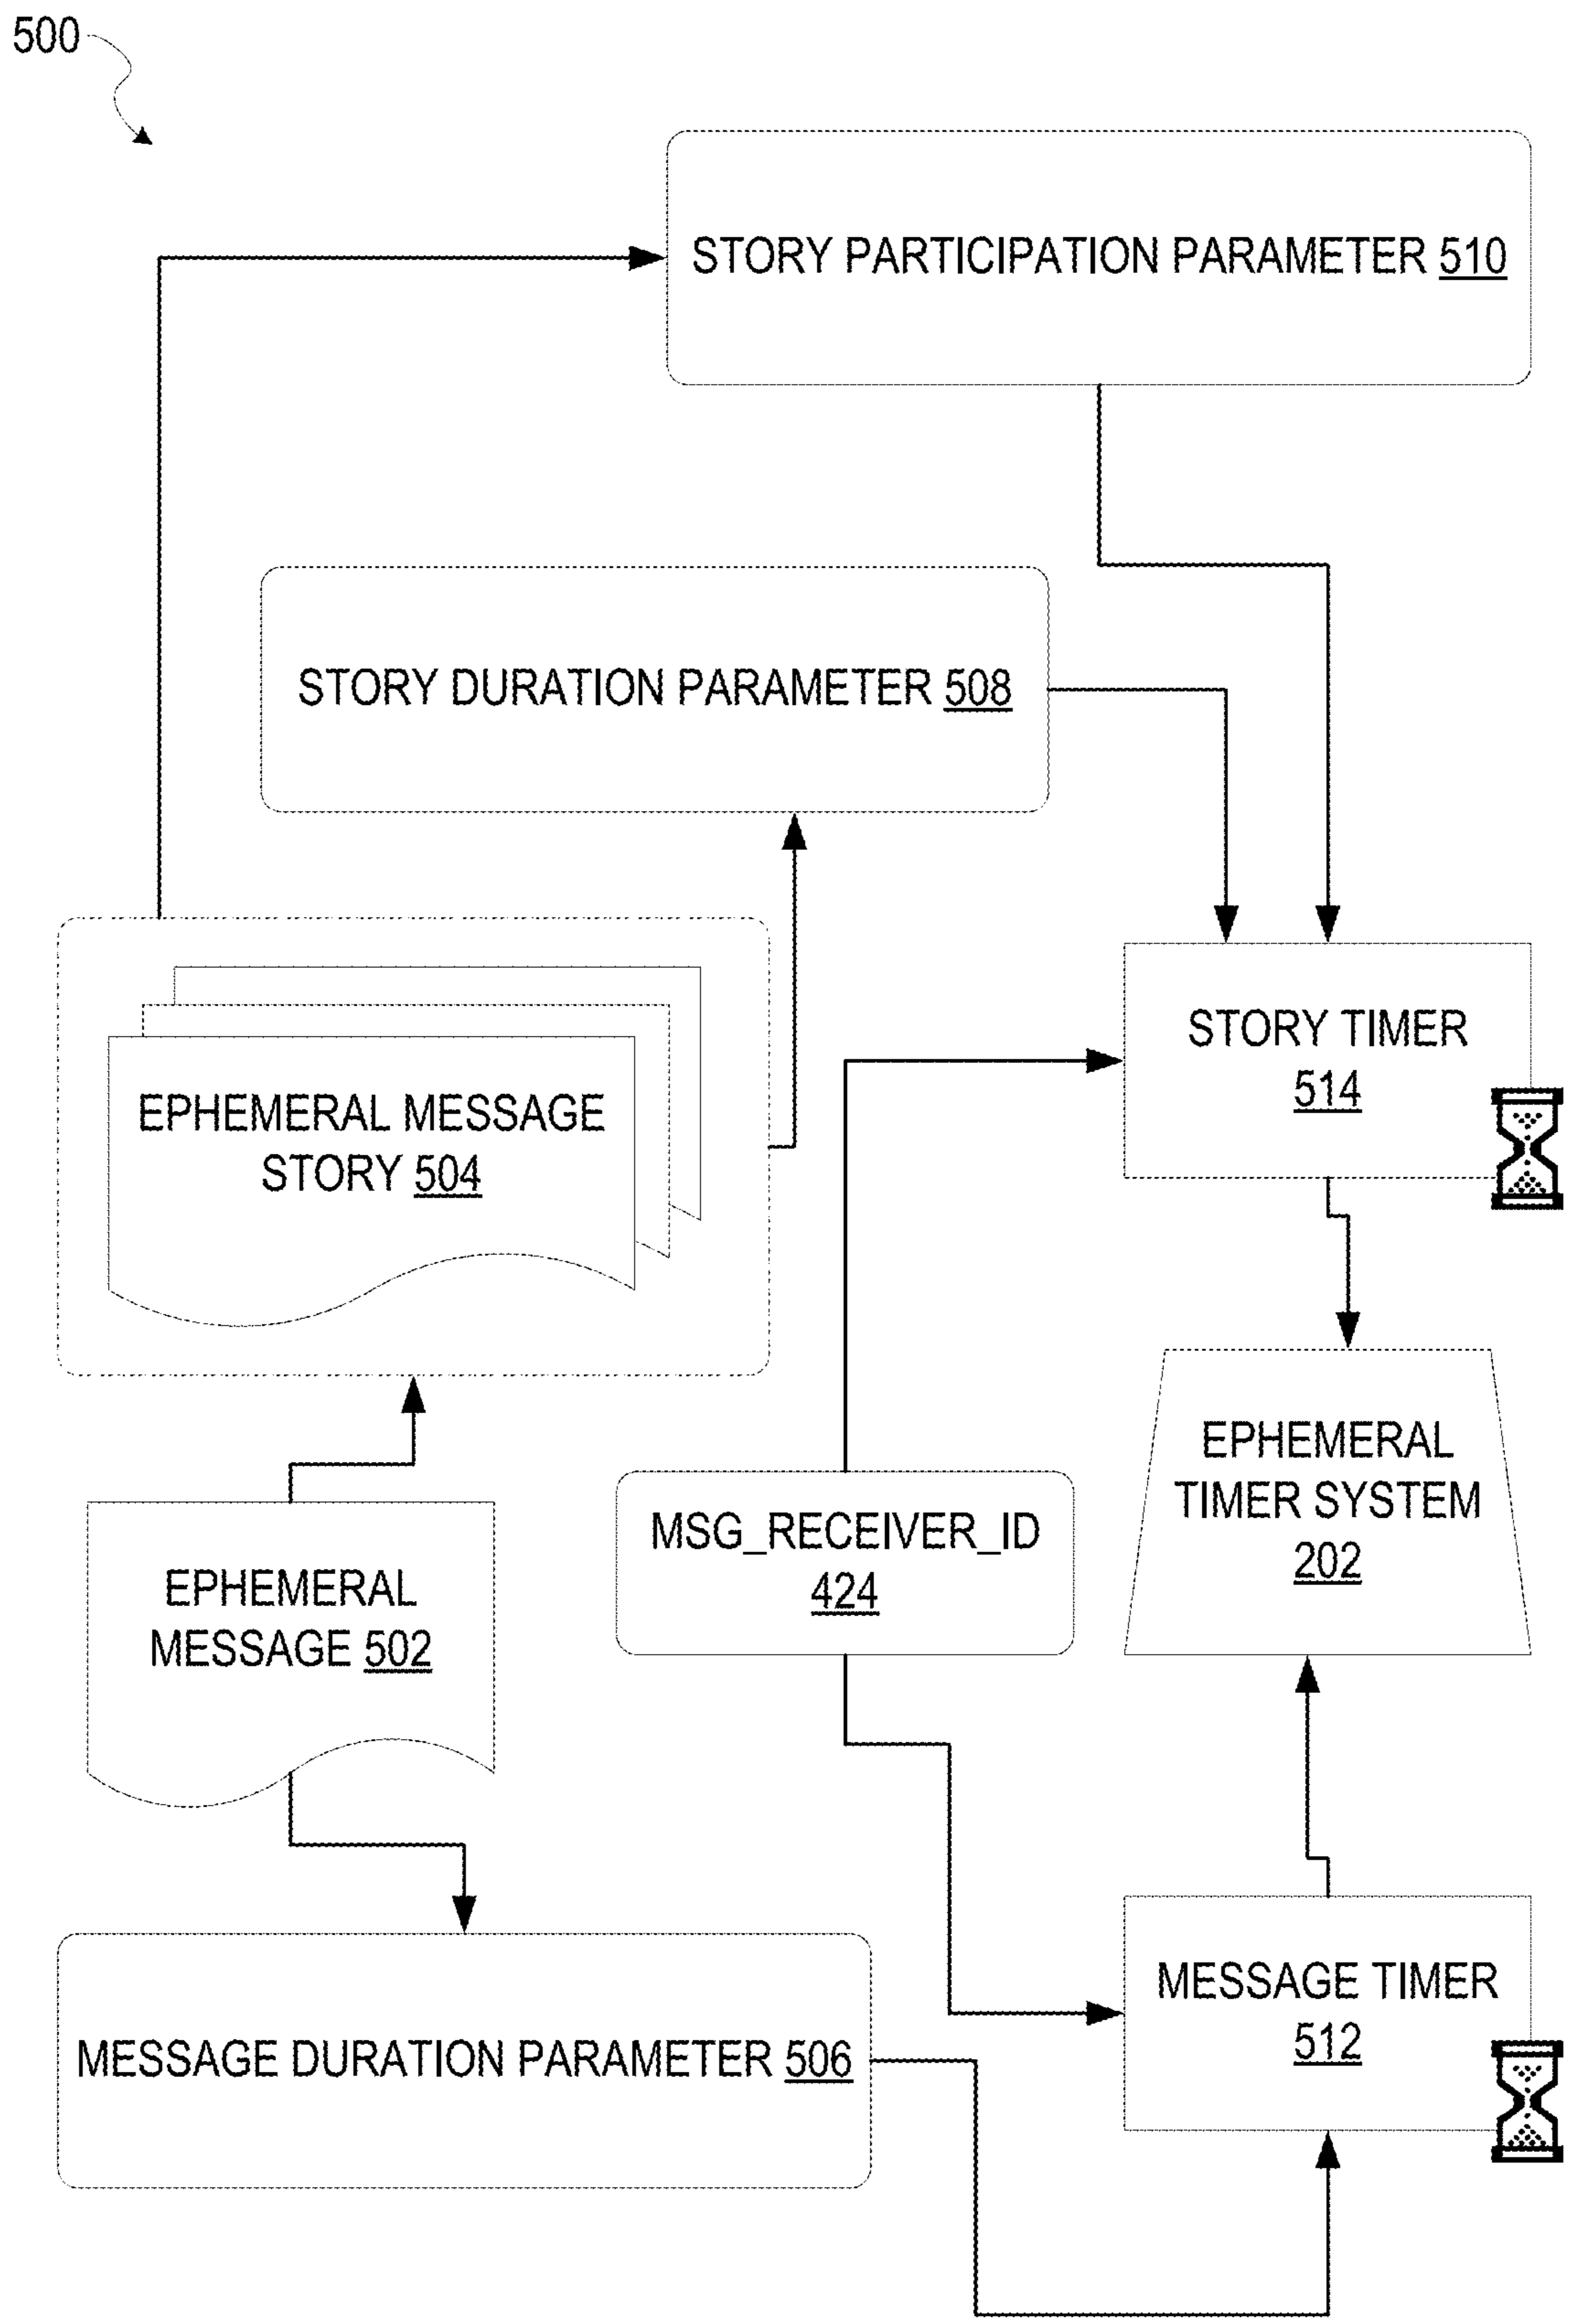 500
STORY PARTICIPATION PARAMETER 510
STORY DURATION PARAMETER 508
EPHEMERAL MESSAGE
STORY 504
STORY TIMER
514
EPHEMERAL
TIMER SYSTEM
202
MSG_RECEIVER_ID
424
EPHEMERAL
MESSAGE 502
MESSAGE TIMER
512
MESSAGE DURATION PARAMETER 506